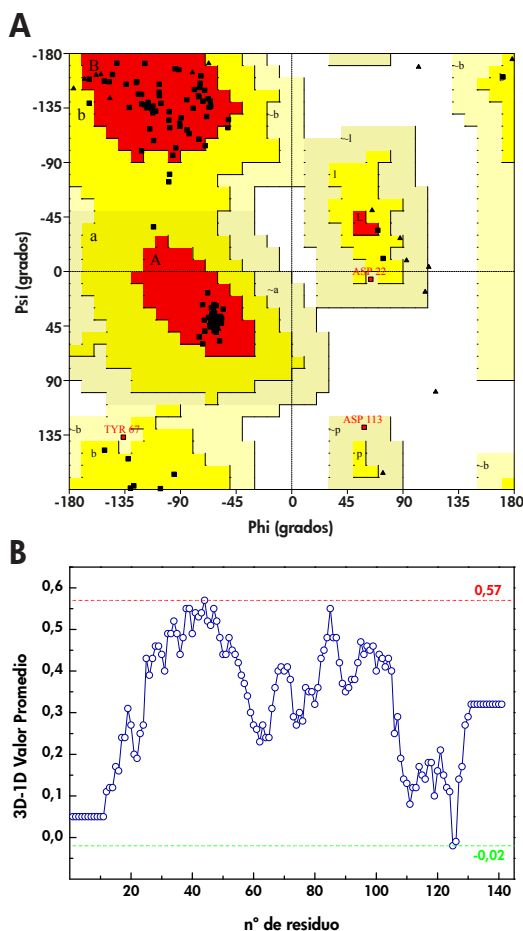 A
-180
-135
-90
-45
0
45
90
135
Psi (grados)
B
b
~b
~b
~l
l
a
L
A
ASP 22
~a
ASP 113
~b
TYR 67
~p
b
p
~b
-180 -135 -90 -45 0 45 90 135 180
Phi (grados)
B
0,6
0,57
0,5
0,4
0,3
0,2
0,1
0,0
-0,02
3D-1D Valor Promedio
20 40 60 80 100 120 140
n° de residuo